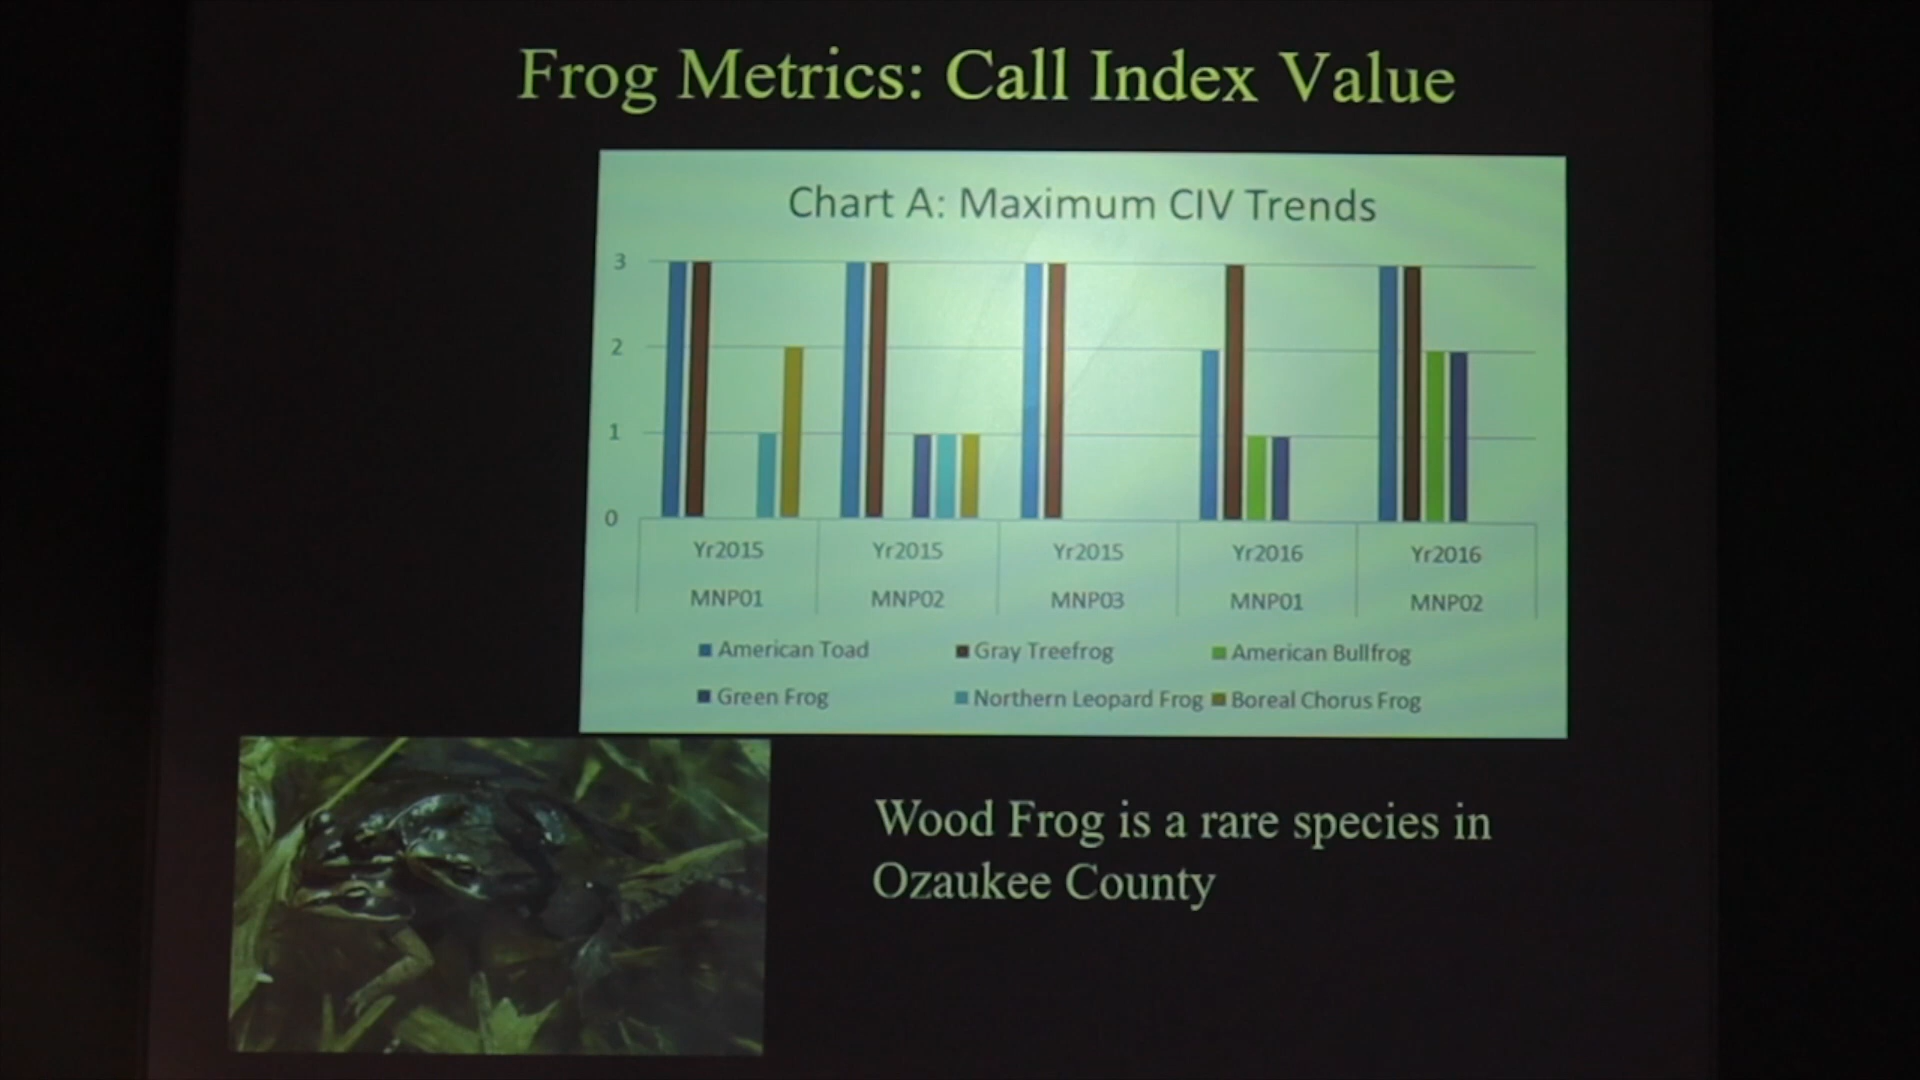 Frog Metrics: Call Index Value
Chart A: Maximum CIV Trends
3
2
1
0
Yr2015 Yr2015 Yr2015 Yr2016 Yr2016
MNP01 MNP02 MNP03 MNP01 MNP02
American Toad Gray Treefrog American Bullfrog
Green Frog Northern Leopard Frog Boreal Chorus Frog
Wood Frog is a rare species in
Ozaukee County